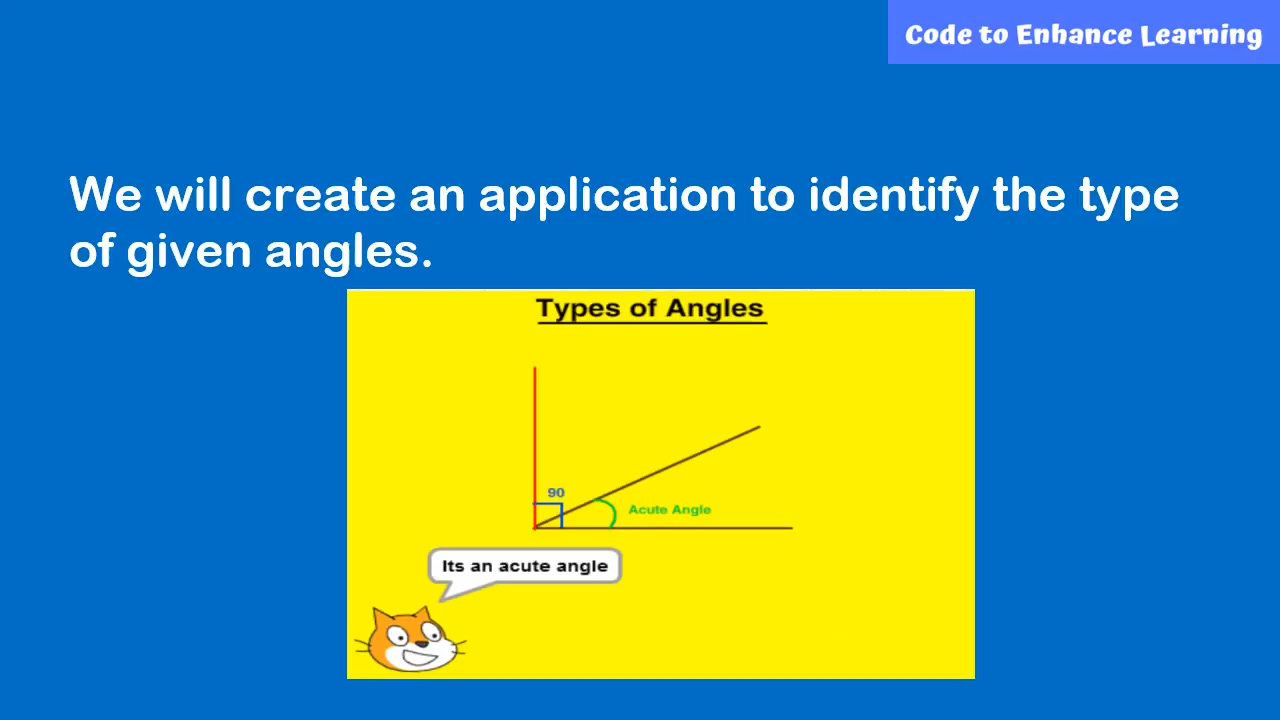 Code to Enhance Learning
We will create an application to identify the type
of given angles.
Types of Angles
90
Acute Angle
Its an acute angle